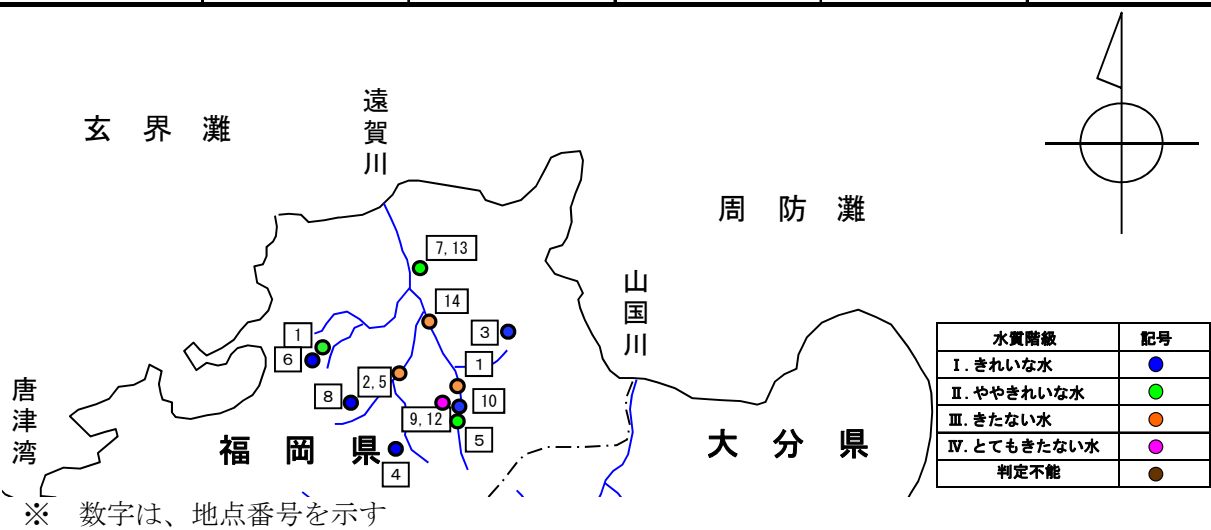 玄界灘
遠賀川
周防灘
山国川
唐津湾
福岡県
大分県
7,13
14
3
1
6
1
2,5
8
10
9,12
5
4
水質階級 記号
Ⅰ.きれいな水
Ⅱ.ややきれいな水
Ⅲ.きたない水
Ⅳ.とてもきたない水
判定不能
※　数字は、地点番号を示す